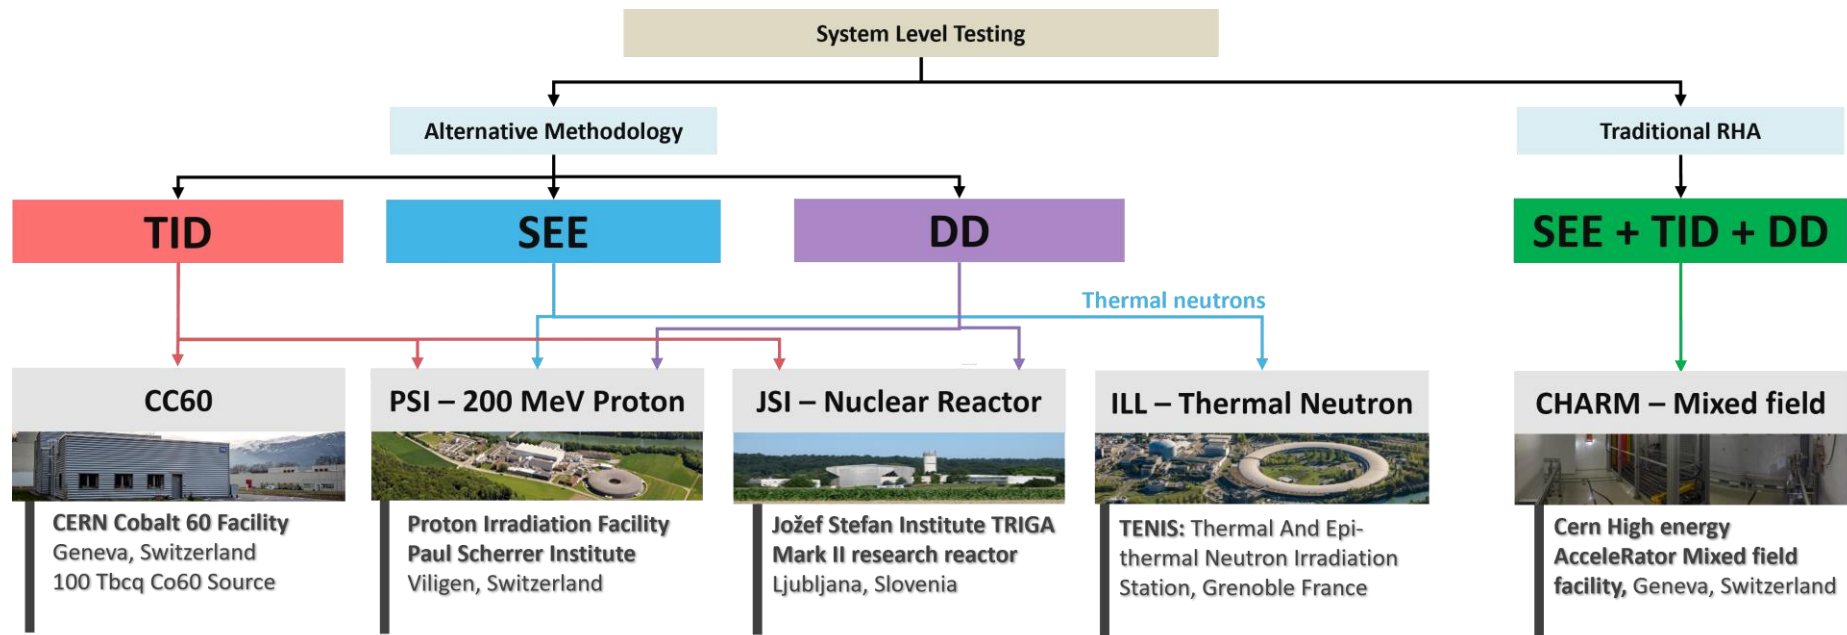 System Level Testing
Alternative Methodology
Traditional RHA
TID
SEE
DD
SEE + TID + DD
Thermal neutrons
CC60
PSI – 200 MeV Proton
JSI – Nuclear Reactor
ILL – Thermal Neutron
CHARM – Mixed field
CERN Cobalt 60 Facility
Geneva, Switzerland
100 Tbcq Co60 Source
Proton Irradiation Facility
Paul Scherrer Institute
Viligen, Switzerland
Jožef Stefan Institute TRIGA
Mark II research reactor
Ljubljana, Slovenia
TENIS: Thermal And Epi-
thermal Neutron Irradiation
Station, Grenoble France
Cern High energy
AcceleRator Mixed field
facility, Geneva, Switzerland